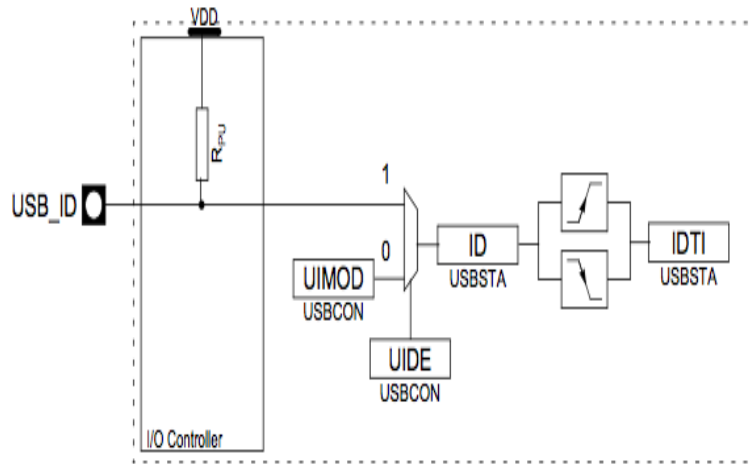 VDD
R_PU
USB_ID
1
0
UIMOD
USBCON
UIDE
USBCON
ID
USBSTA
IDTI
USBSTA
I/O Controller